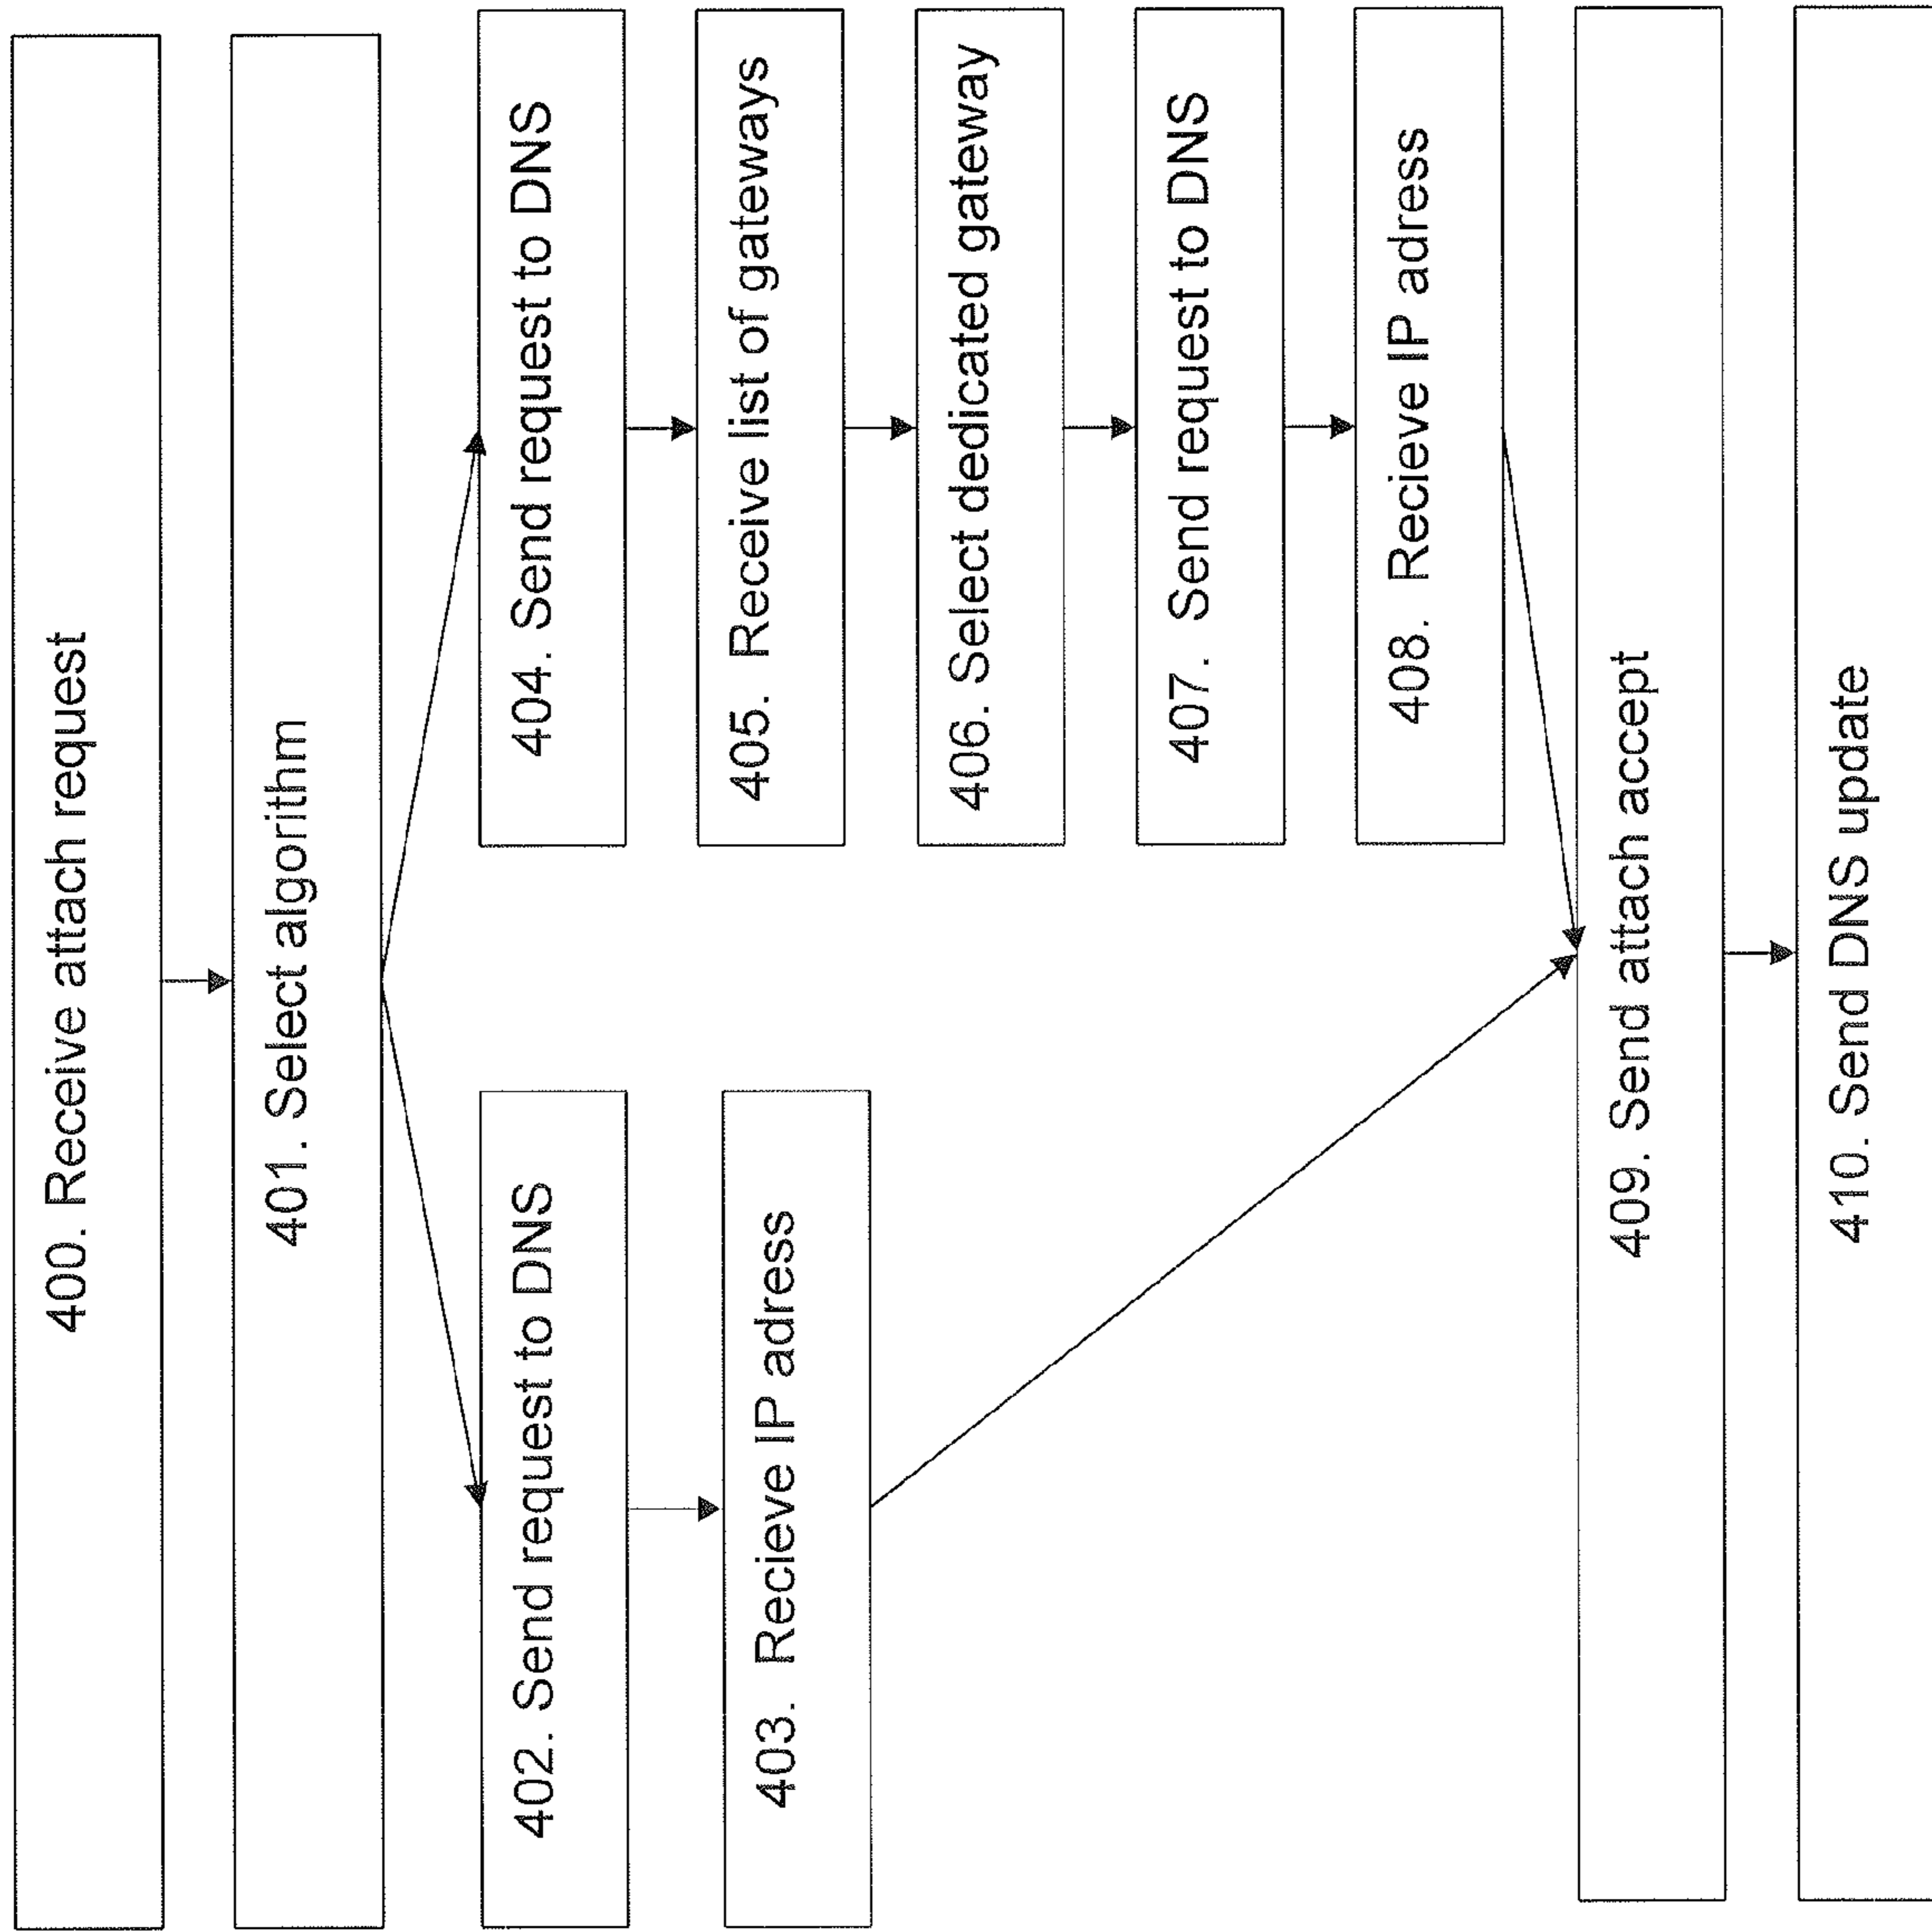 400. Receive attach request
401. Select algorithm
402. Send request to DNS
403. Recieve IP adress
404. Send request to DNS
405. Receive list of gateways
406. Select dedicated gateway
407. Send request to DNS
408. Recieve IP adress
409. Send attach accept
410. Send DNS update